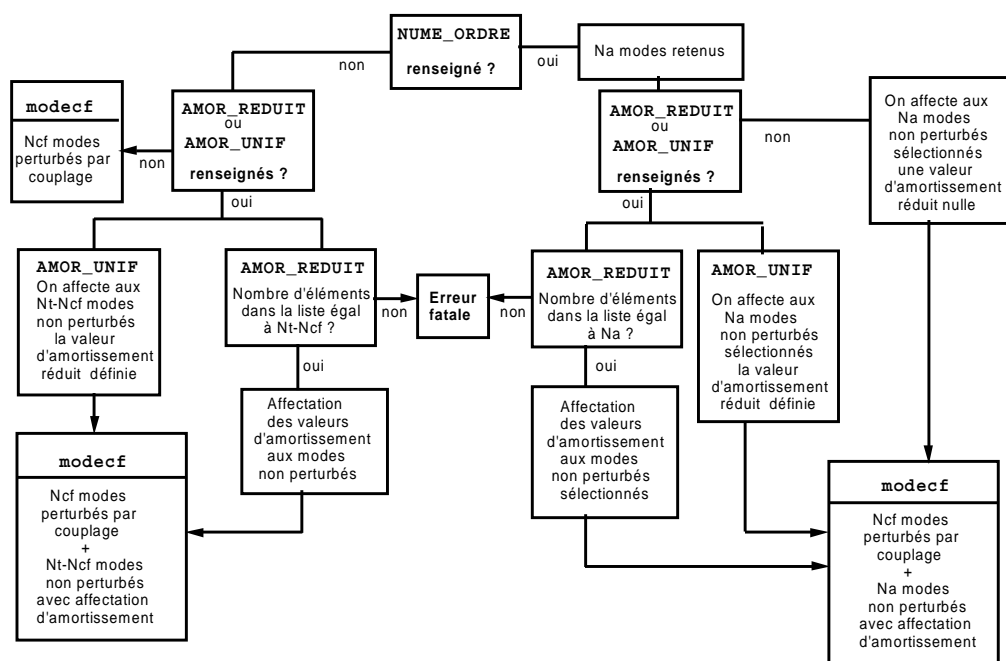 NUME_ORDRE
renseigné ?
non
oui
Na modes retenus
modecf
Ncf modes
perturbés par
couplage
non
AMOR_REDUIT
ou
AMOR_UNIF
renseignés ?
oui
AMOR_REDUIT
ou
AMOR_UNIF
renseignés ?
non
oui
On affecte aux
Na modes
non perturbés
sélectionnés
une valeur
d'amortissement
réduit nulle
AMOR_UNIF
On affecte aux
Nt-Ncf modes
non perturbés
la valeur
d'amortissement
réduit définie
AMOR_REDUIT
Nombre d'éléments
dans la liste égal
à Nt-Ncf ?
non
oui
Erreur
fatale
non
AMOR_REDUIT
Nombre d'éléments
dans la liste égal
à Na ?
oui
AMOR_UNIF
On affecte aux
Na modes
non perturbés
sélectionnés
la valeur
d'amortissement
réduit définie
Affectation
des valeurs
d'amortissement
aux modes
non perturbés
Affectation
des valeurs
d'amortissement
aux modes
non perturbés
sélectionnés
modecf
Ncf modes
perturbés par
couplage
+
Nt-Ncf modes
non perturbés
avec affectation
d'amortissement
modecf
Ncf modes
perturbés par
couplage
+
Na modes
non perturbés
avec affectation
d'amortissement